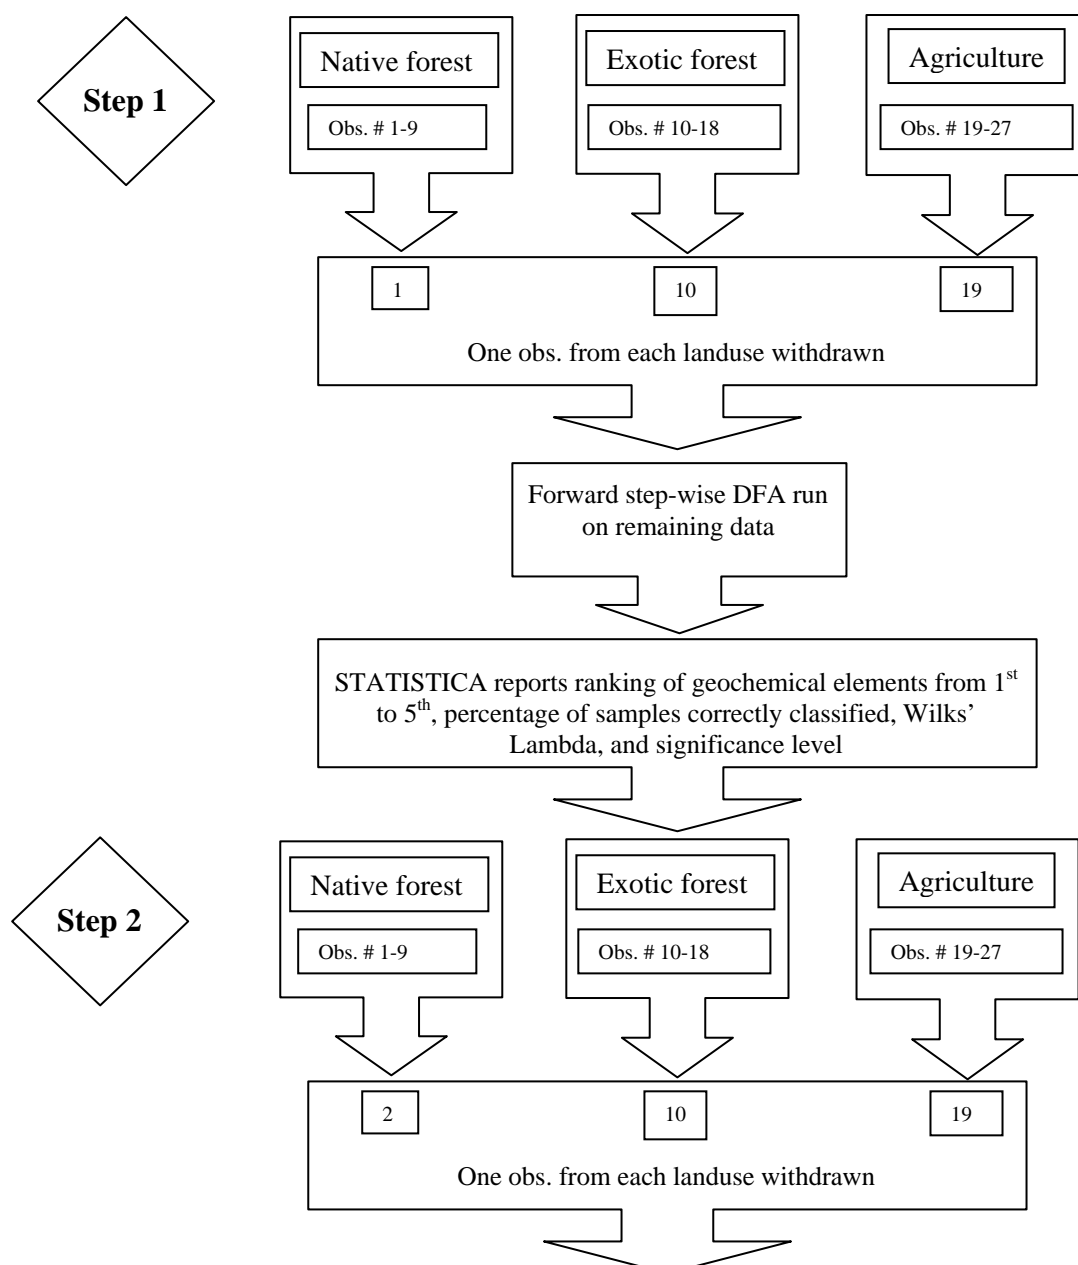 Step 1
Native forest
Exotic forest
Agriculture
Obs. # 1-9
Obs. # 10-18
Obs. # 19-27
1
10
19
One obs. from each landuse withdrawn
Forward step-wise DFA run
on remaining data
STATISTICA reports ranking of geochemical elements from 1st
to 5th, percentage of samples correctly classified, Wilks’
Lambda, and significance level
Step 2
Native forest
Exotic forest
Agriculture
Obs. # 1-9
Obs. # 10-18
Obs. # 19-27
2
10
19
One obs. from each landuse withdrawn